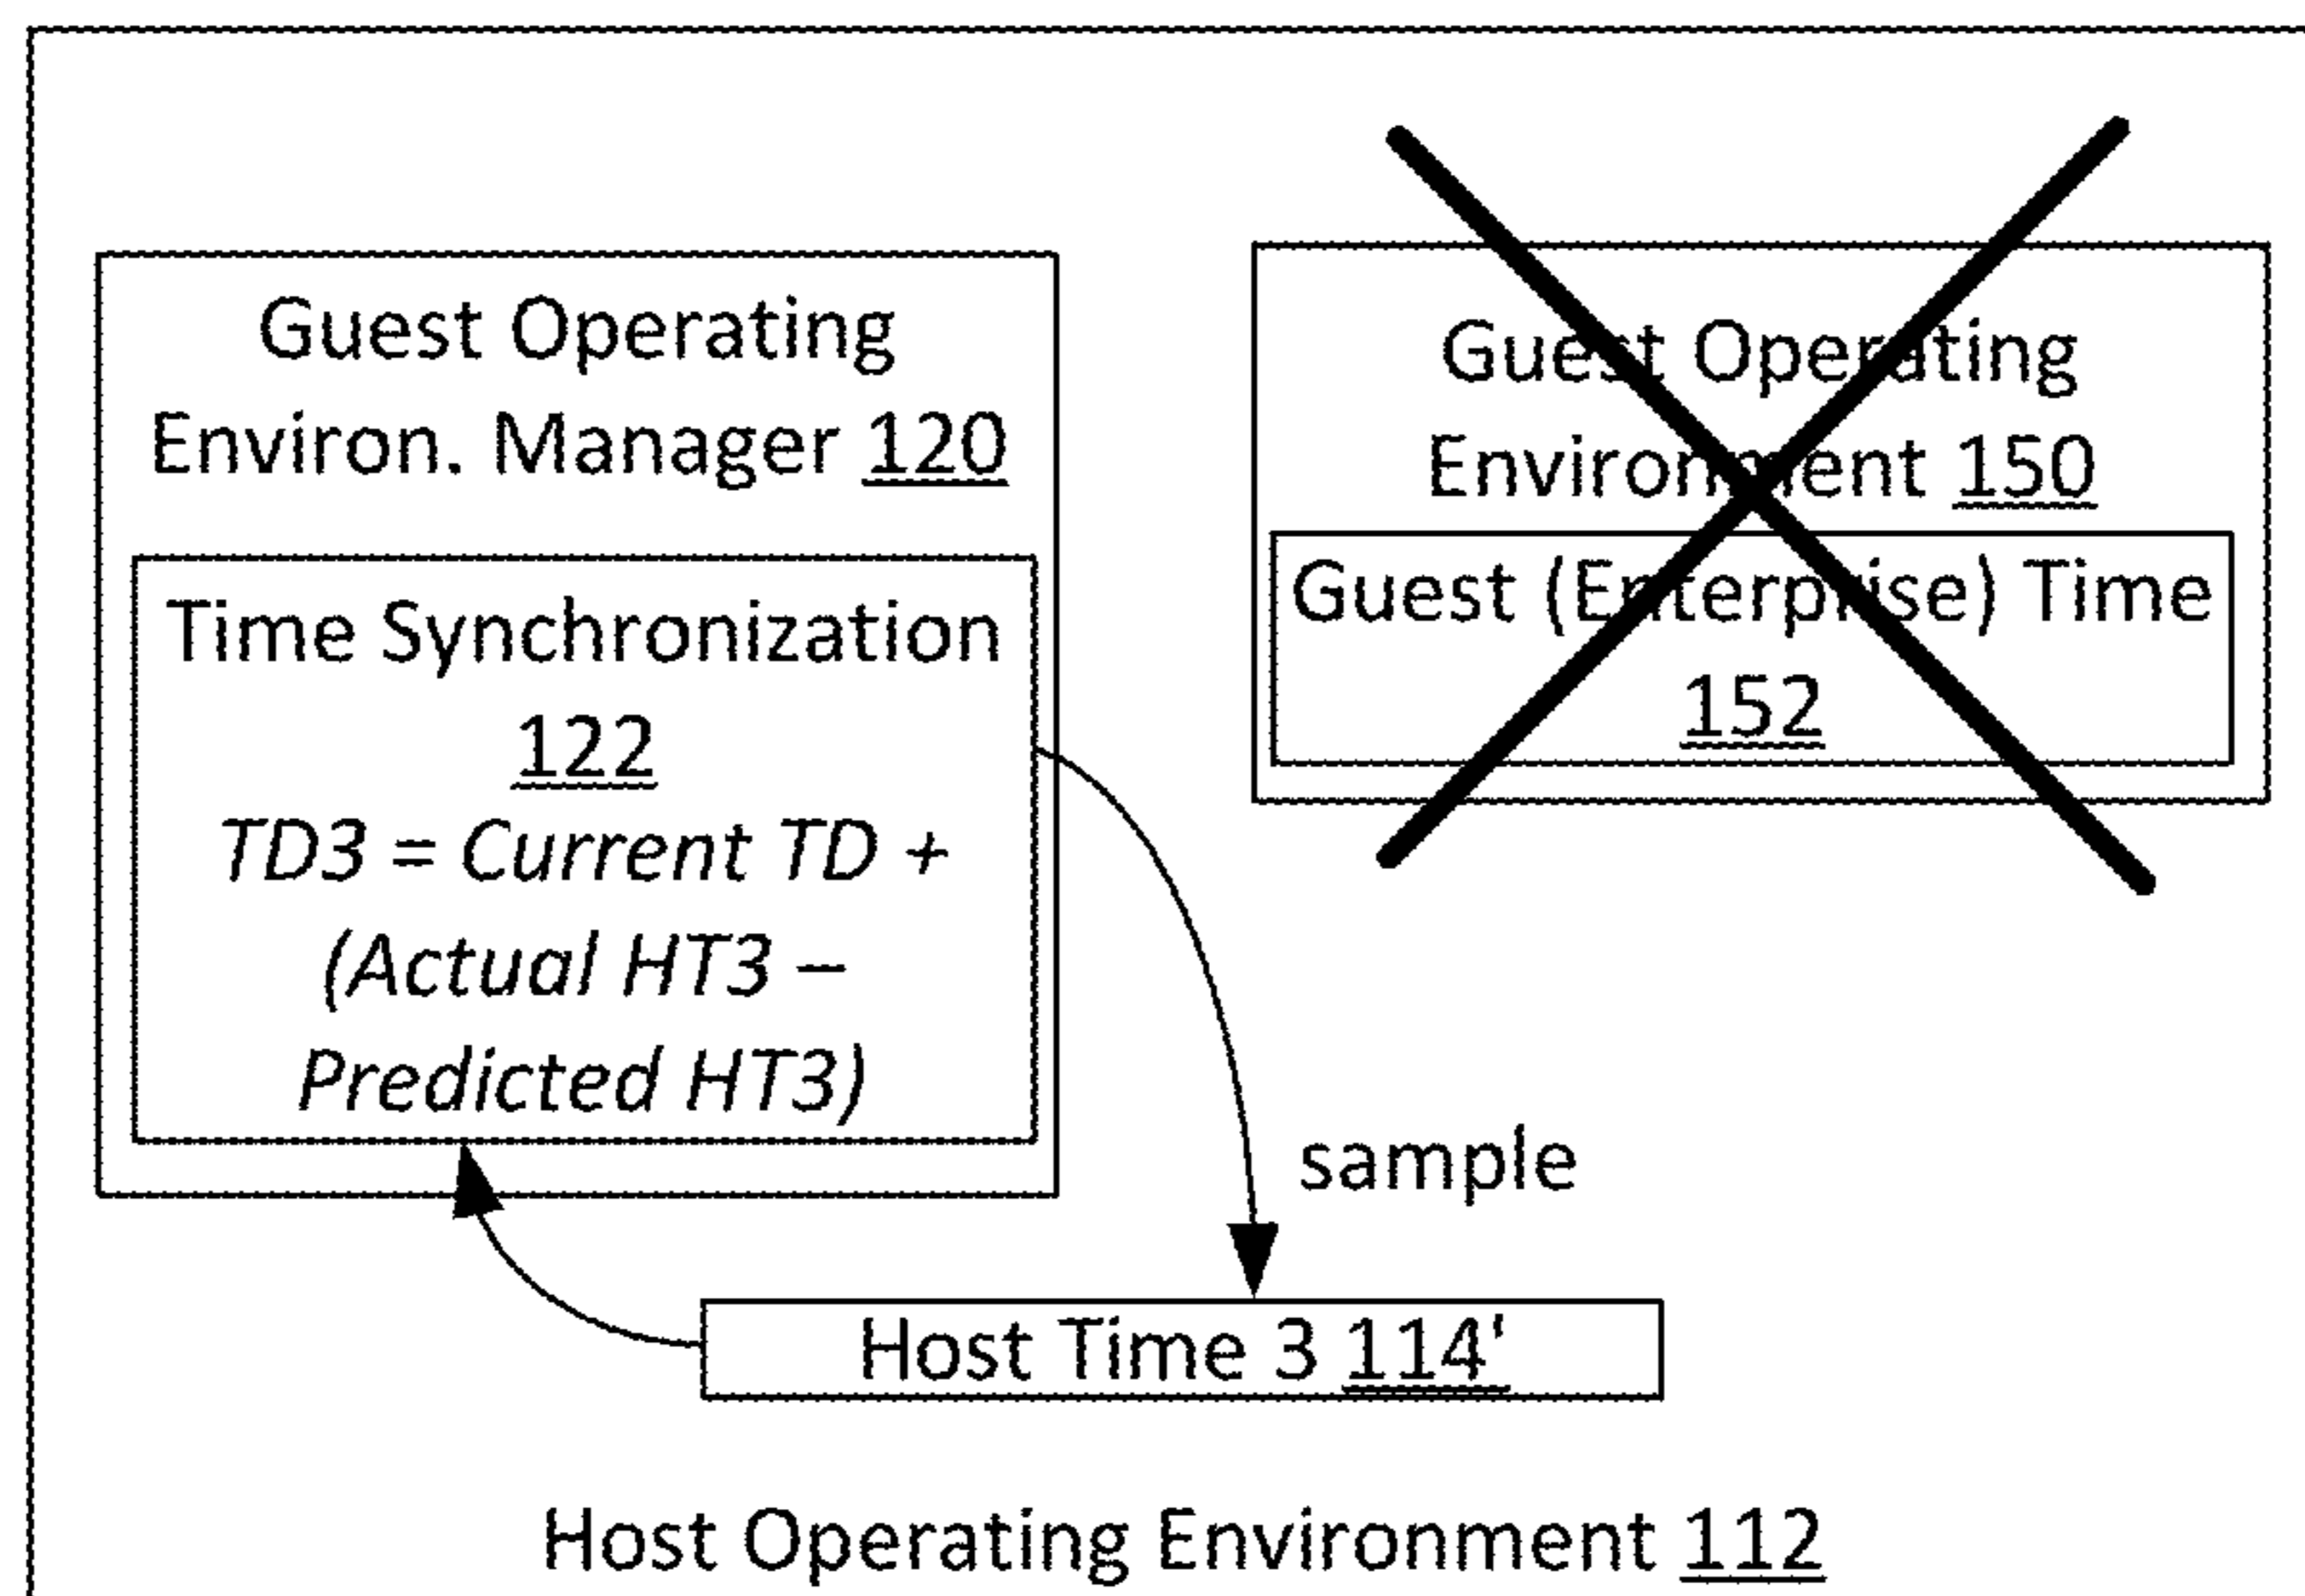 Guest Operating
Environ. Manager 120
Time Synchronization
122
TD3 = Current TD +
(Actual HT3 –
Predicted HT3)
Guest Operating
Environment 150
Guest (Enterprise) Time
152
sample
Host Time 3 114'
Host Operating Environment 112